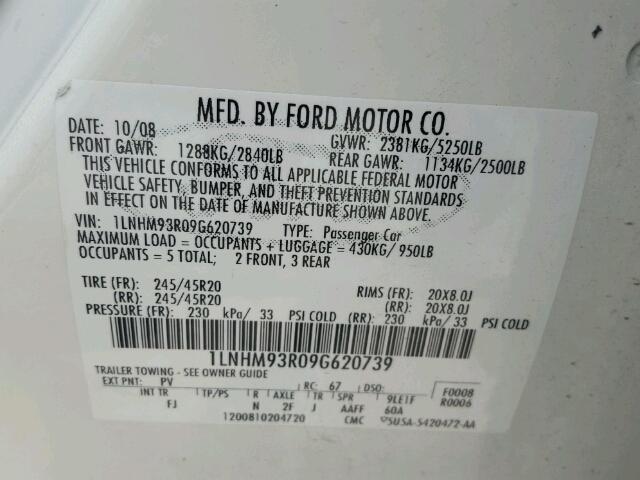 MFD. BY FORD MOTOR CO.
DATE: 10/08 GVWR: 2381KG/5250LB
FRONT GAWR: 1288KG/2840LB REAR GAWR: 1134KG/2500LB
THIS VEHICLE CONFORMS TO ALL APPLICABLE FEDERAL MOTOR
VEHICLE SAFETY, BUMPER, AND THEFT PREVENTION STANDARDS
IN EFFECT ON THE DATE OF MANUFACTURE SHOWN ABOVE.
VIN: 1LNHM93R09G620739 TYPE: Passenger Car
MAXIMUM LOAD = OCCUPANTS + LUGGAGE = 430KG/950LB
OCCUPANTS = 5 TOTAL; 2 FRONT, 3 REAR
TIRE (FR): 245/45R20 RIMS (FR): 20X8.0J
(RR): 245/45R20 (RR): 20X8.0J
PRESSURE (FR): 230 kPa/ 33 PSI COLD (RR): 230 kPa/33 PSI COLD
1LNHM93R09G620739
TRAILER TOWING - SEE OWNER GUIDE
EXT PNT: PV RC: 67 DSO: F0008
INT TR TP/PS R AXLE TR SPR 9LE1F R0006
FJ N 2F J AAFF 60A
1200810204720 CMC 5U5A-5420472-AA